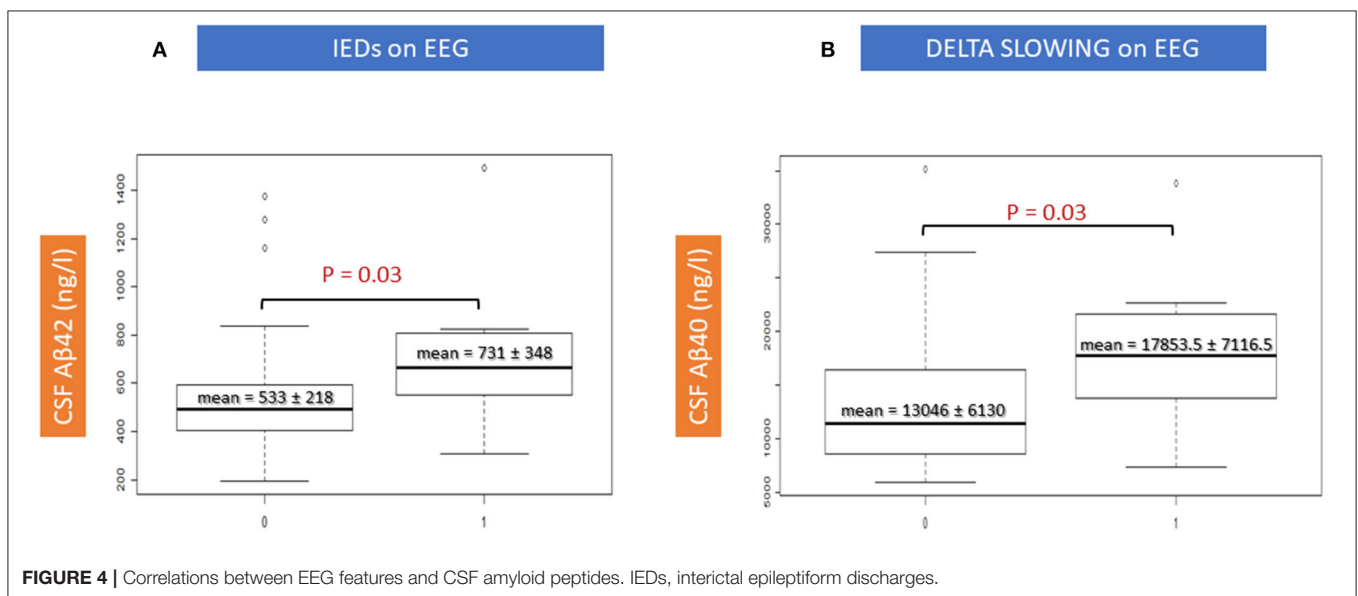 A
IEDs on EEG
B
DELTA SLOWING on EEG
CSF Aβ42 (ng/l)
1400
1200
1000
800
600
400
200
P = 0.03
mean = 533 ± 218
mean = 731 ± 348
0
1
CSF Aβ40 (ng/l)
30000
20000
10000
5000
P = 0.03
mean = 13046 ± 6130
mean = 17853.5 ± 7116.5
0
1
FIGURE 4 | Correlations between EEG features and CSF amyloid peptides. IEDs, interictal epileptiform discharges.